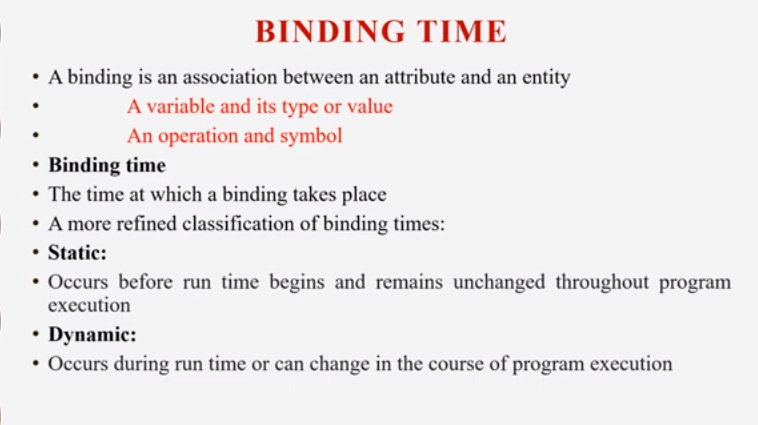 BINDING TIME
• A binding is an association between an attribute and an entity
• A variable and its type or value
• An operation and symbol
• Binding time
• The time at which a binding takes place
• A more refined classification of binding times:
• Static:
• Occurs before run time begins and remains unchanged throughout program
execution
• Dynamic:
• Occurs during run time or can change in the course of program execution